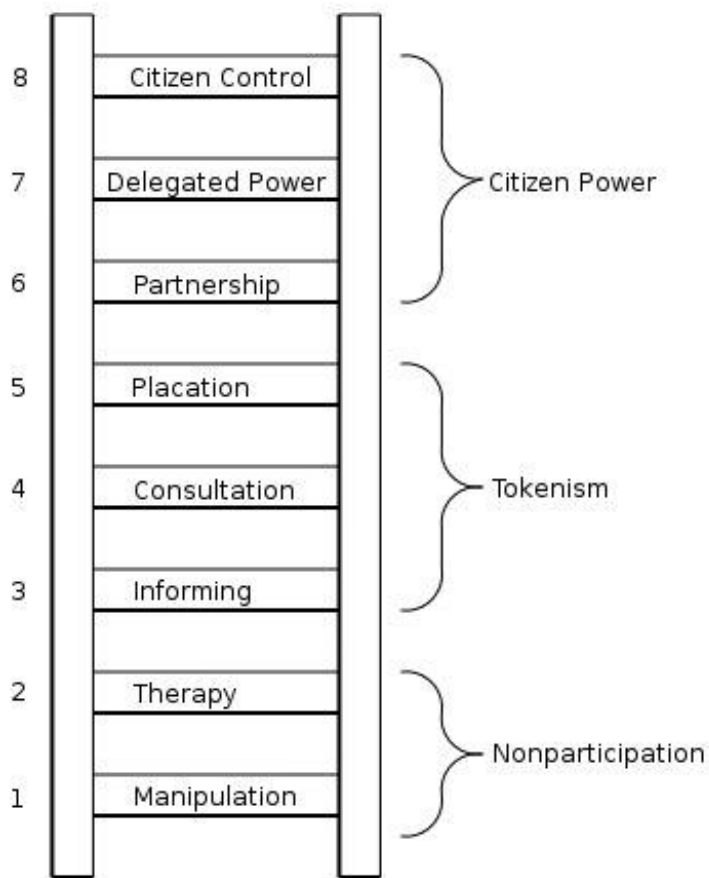 8 Citizen Control
7 Delegated Power
Citizen Power
6 Partnership
5 Placation
4 Consultation
Tokenism
3 Informing
2 Therapy
Nonparticipation
1 Manipulation